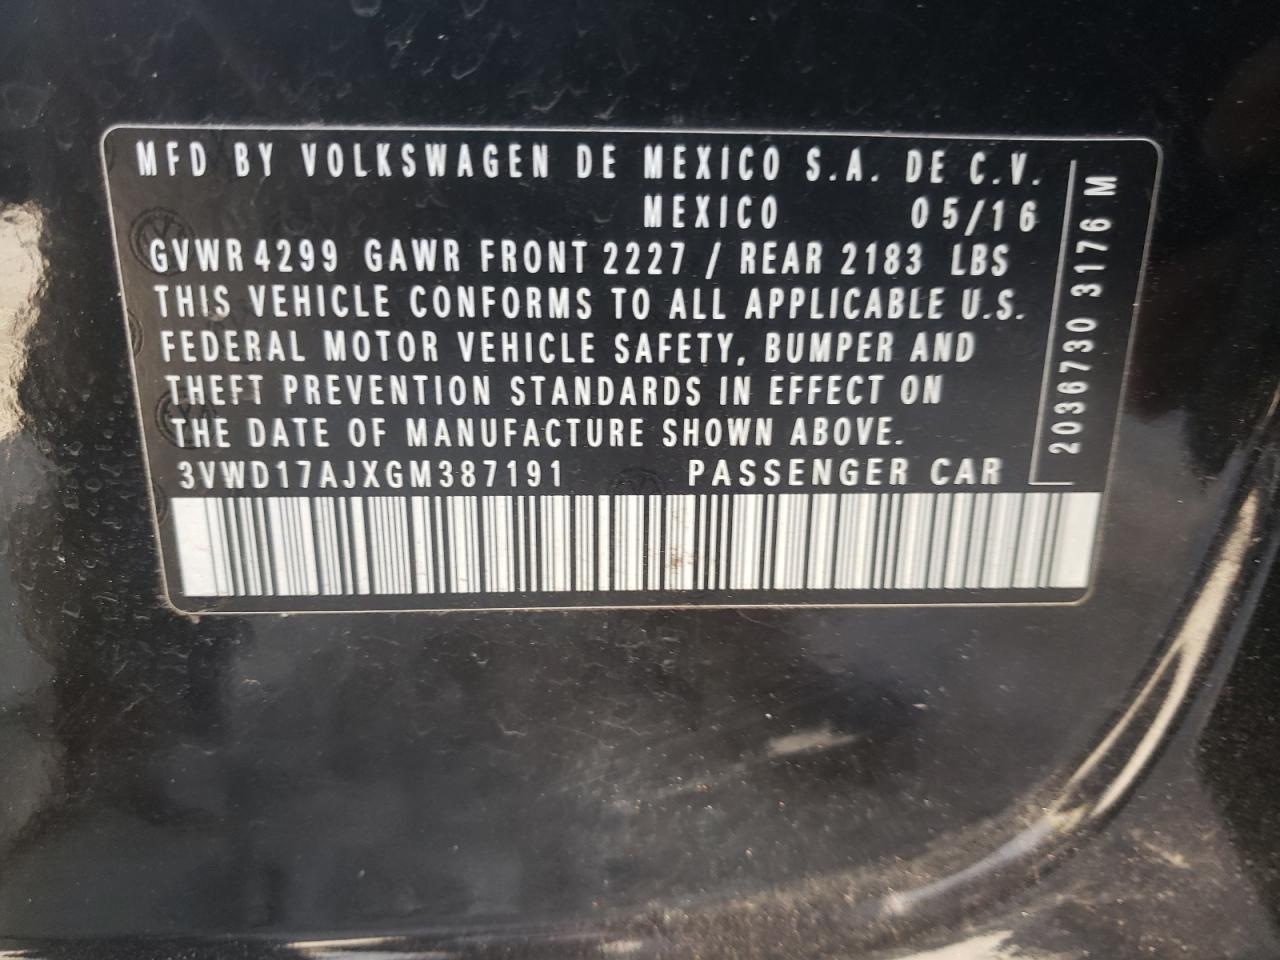 MFD BY VOLKSWAGEN DE MEXICO S.A. DE C.V.
MEXICO 05/16
GVWR 4299 GAWR FRONT 2227 / REAR 2183 LBS
THIS VEHICLE CONFORMS TO ALL APPLICABLE U.S.
FEDERAL MOTOR VEHICLE SAFETY, BUMPER AND
THEFT PREVENTION STANDARDS IN EFFECT ON
THE DATE OF MANUFACTURE SHOWN ABOVE.
3VWD17AJXGM387191 PASSENGER CAR
2036730 3176 M